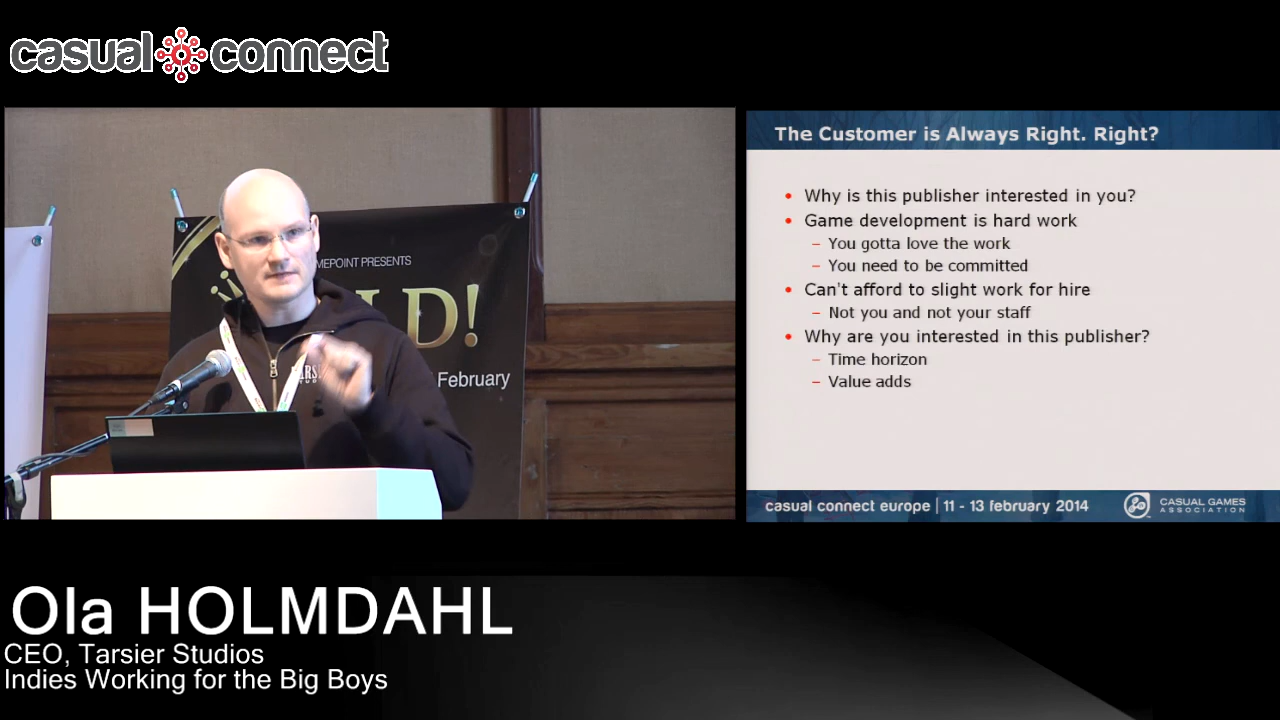 casual connect
MEPOINT PRESENTS
LD!
February
The Customer is Always Right. Right?
• Why is this publisher interested in you?
• Game development is hard work
– You gotta love the work
– You need to be committed
• Can't afford to slight work for hire
– Not you and not your staff
• Why are you interested in this publisher?
– Time horizon
– Value adds
casual connect europe | 11 - 13 february 2014
CASUAL GAMES
ASSOCIATION
Ola HOLMDAHL
CEO, Tarsier Studios
Indies Working for the Big Boys